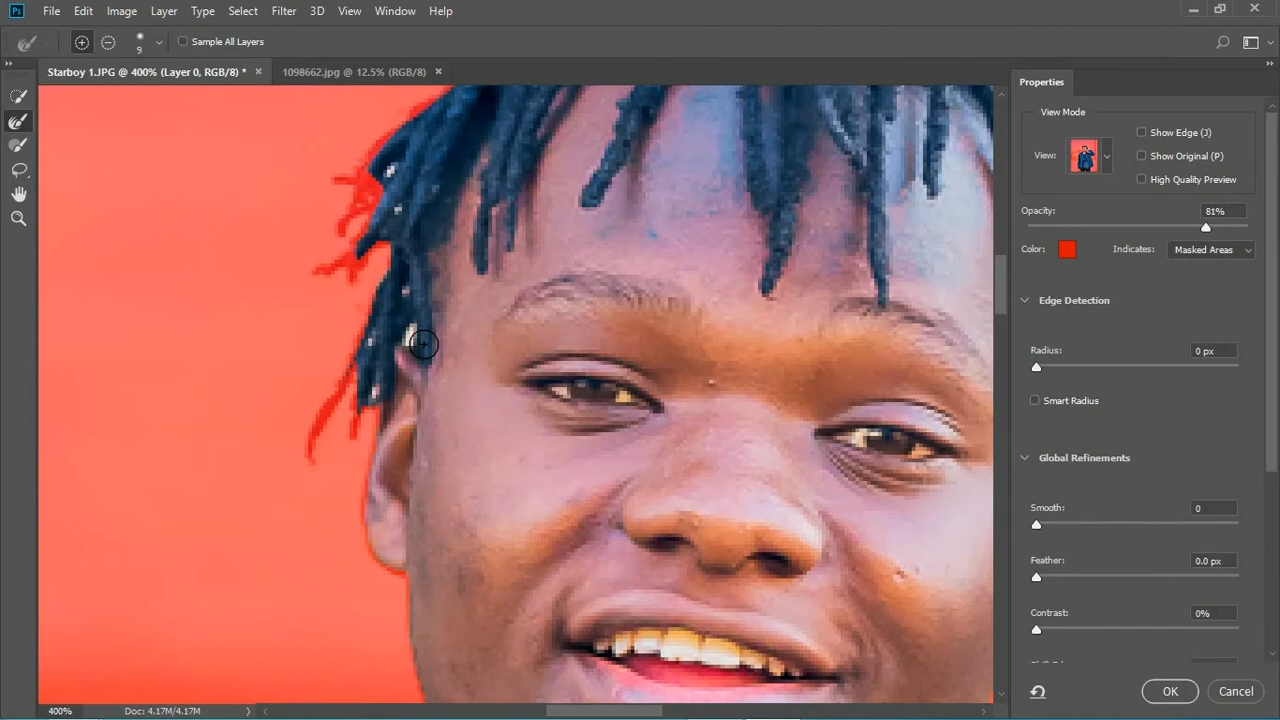 Ps File Edit Image Layer Type Select Filter 3D View Window Help
9 Sample All Layers
Starboy 1.JPG @ 400% (Layer 0, RGB/8) * × 1098662.jpg @ 12.5% (RGB/8) ×
Properties
View Mode
View:
Show Edge (J)
Show Original (P)
High Quality Preview
Opacity: 81%
Color: Indicates: Masked Areas
Edge Detection
Radius: 0 px
Smart Radius
Global Refinements
Smooth: 0
Feather: 0.0 px
Contrast: 0%
OK Cancel
400% Doc: 4.17M/4.17M